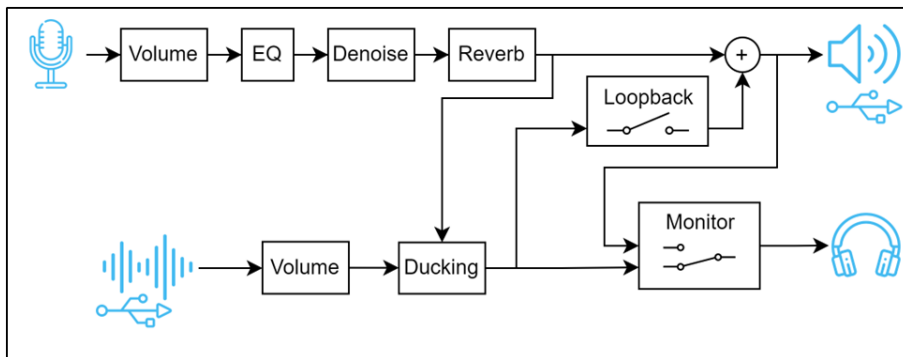 Volume
EQ
Denoise
Reverb
+
Loopback
Monitor
Volume
Ducking